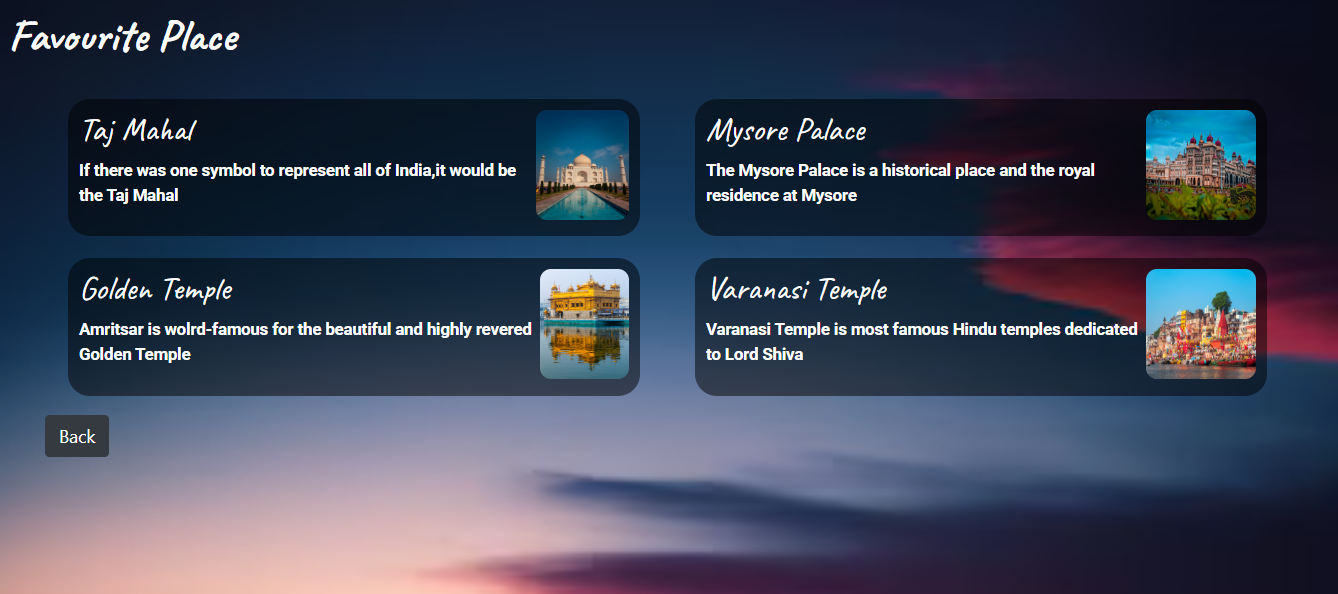 Favourite Place
Taj Mahal
If there was one symbol to represent all of India,it would be
the Taj Mahal
Mysore Palace
The Mysore Palace is a historical place and the royal
residence at Mysore
Golden Temple
Amritsar is wolrd-famous for the beautiful and highly revered
Golden Temple
Varanasi Temple
Varanasi Temple is most famous Hindu temples dedicated
to Lord Shiva
Back